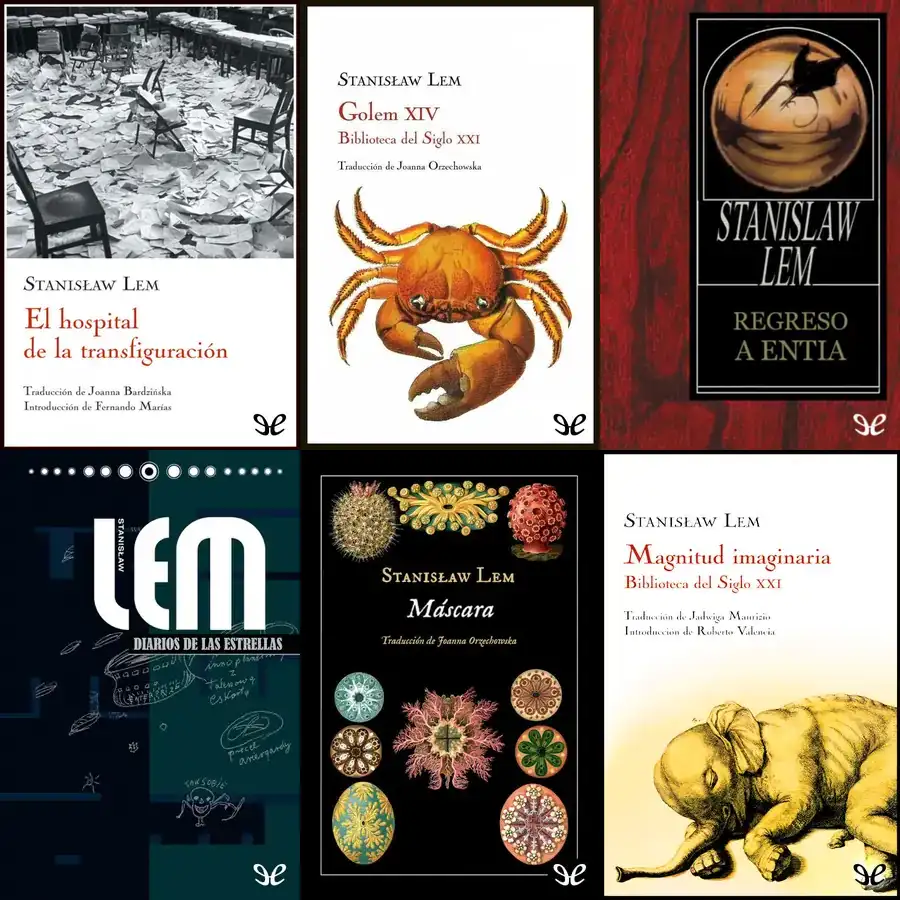 STANISŁAW LEM
El hospital
de la transfiguración
Traducción de Joanna Bardzińska
Introducción de Fernando Marías
STANISŁAW LEM
Golem XIV
Biblioteca del Siglo XXI
Traducción de Joanna Orzechowska
STANISLAW
LEM
REGRESO
A ENTIA
STANISŁAW
LEM
DIARIOS DE LAS ESTRELLAS
STANISŁAW LEM
Máscara
Traducción de Joanna Orzechowska
STANISŁAW LEM
Magnitud imaginaria
Biblioteca del Siglo XXI
Traducción de Jadwiga Maurizio
Introducción de Roberto Valencia